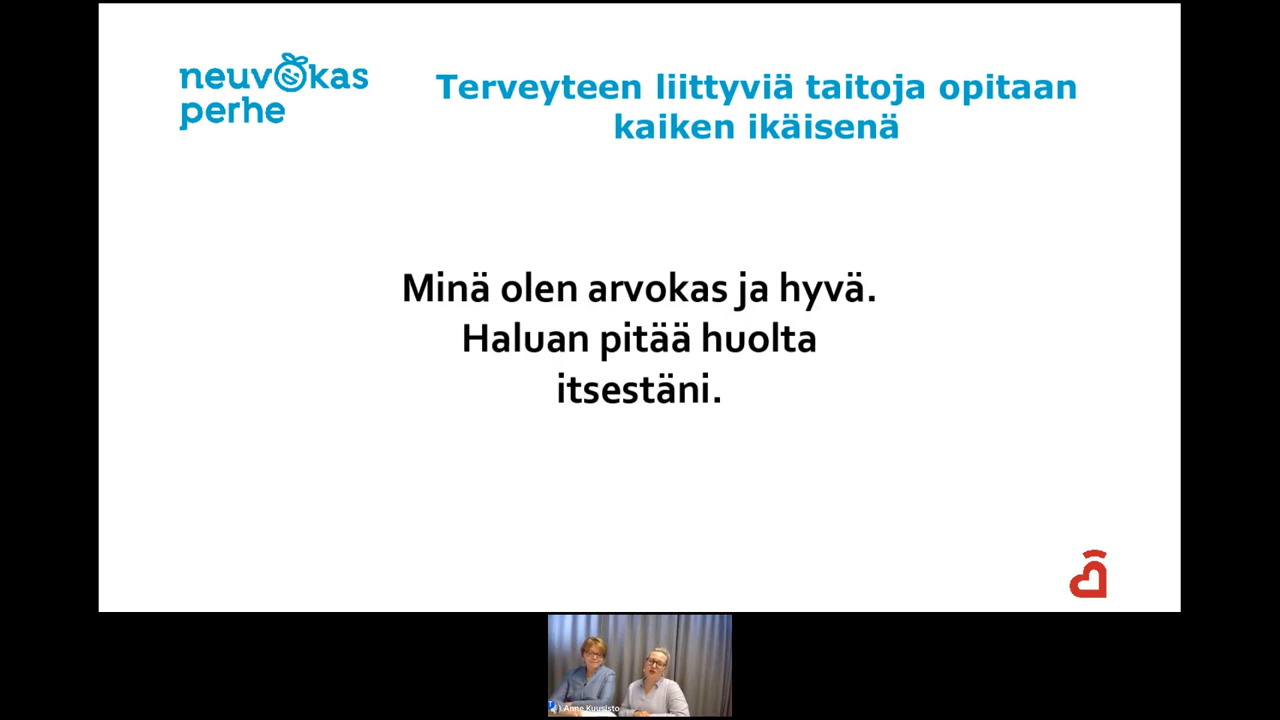 neuvokas
perhe
Terveyteen liittyviä taitoja opitaan
kaiken ikäisenä
Minä olen arvokas ja hyvä.
Haluan pitää huolta
itsestäni.
Anne Kuusisto